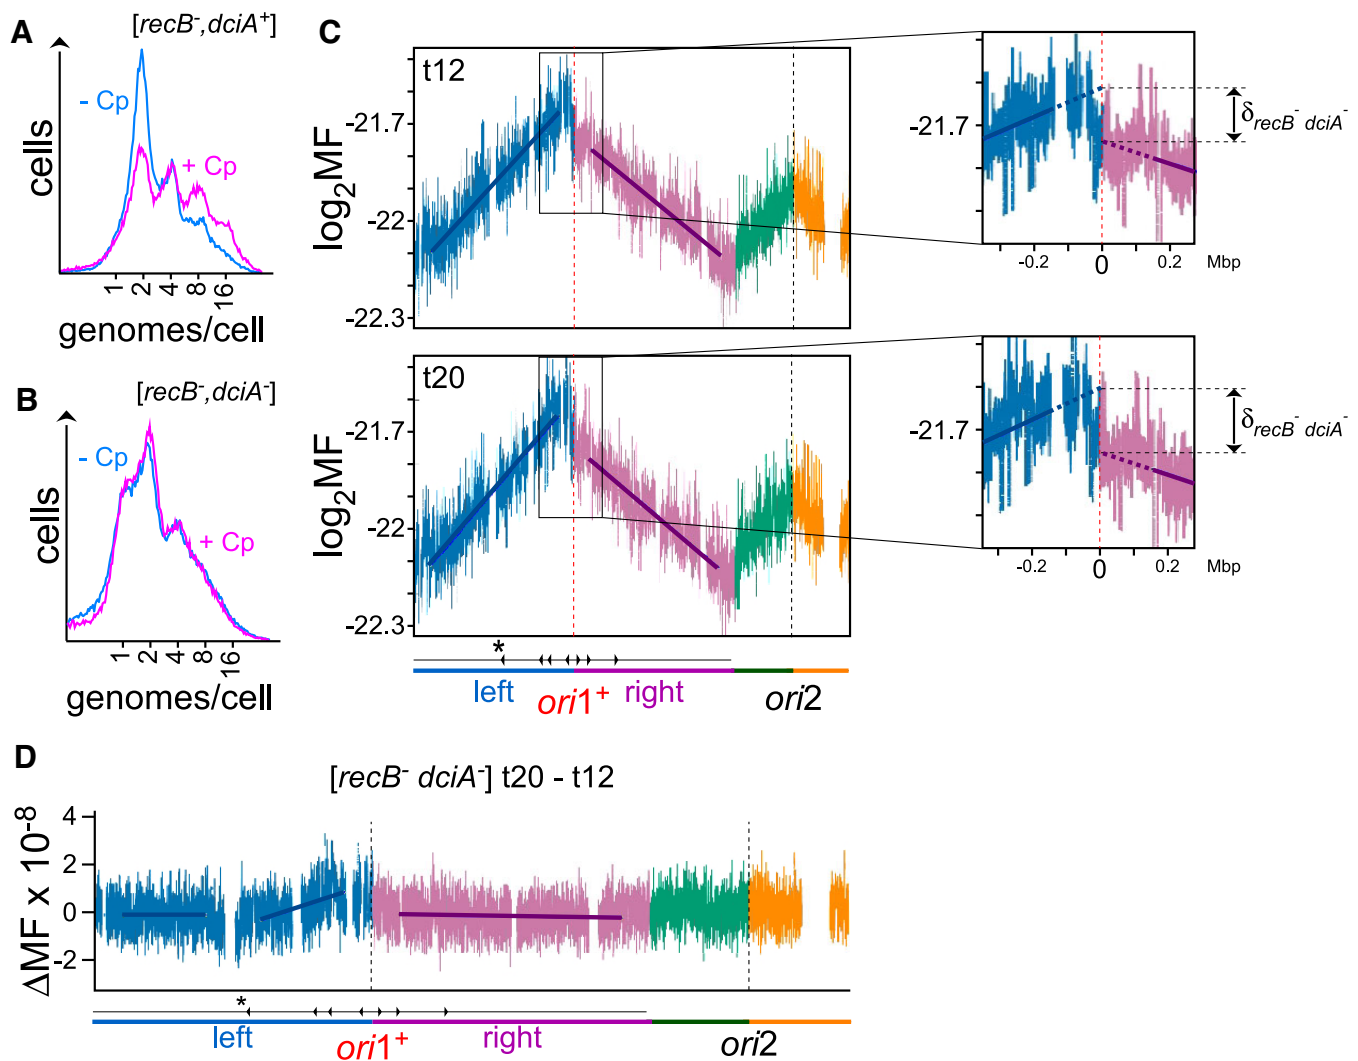 A
[recB⁻,dciA⁺]
- Cp
+ Cp
cells
1 2 4 8 16
genomes/cell
B
[recB⁻,dciA⁻]
- Cp
+ Cp
cells
1 2 4 8 16
genomes/cell
C
t12
log₂MF
-21.7
-22
-22.3
-21.7
δrecB⁻ dciA⁻
-0.2 0 0.2 Mbp
t20
log₂MF
-21.7
-22
-22.3
-21.7
δrecB⁻ dciA⁻
-0.2 0 0.2 Mbp
*
left ori1⁺ right ori2
D
[recB⁻ dciA⁻] t20 - t12
ΔMF x 10⁻⁸
4
2
0
-2
*
left ori1⁺ right ori2